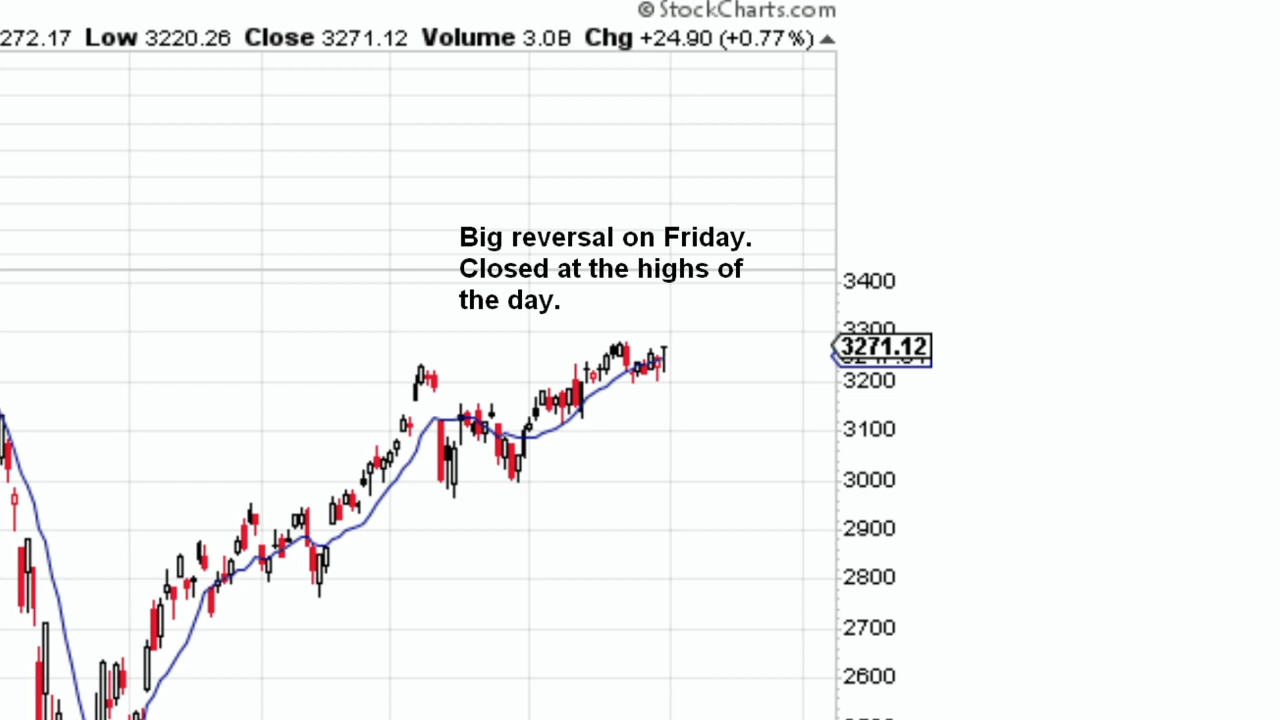 © StockCharts.com
272.17 Low 3220.26 Close 3271.12 Volume 3.0B Chg +24.90 (+0.77%)
Big reversal on Friday.
Closed at the highs of
the day.
3400
3300
3271.12
3200
3100
3000
2900
2800
2700
2600